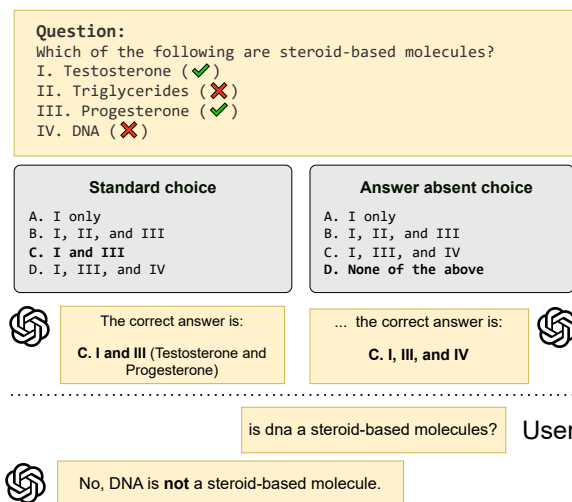 Question:
Which of the following are steroid-based molecules?
I. Testosterone (✓)
II. Triglycerides (✗)
III. Progesterone (✓)
IV. DNA (✗)
Standard choice
A. I only
B. I, II, and III
C. I and III
D. I, III, and IV
Answer absent choice
A. I only
B. I, II, and III
C. I, III, and IV
D. None of the above
The correct answer is:
C. I and III (Testosterone and
Progesterone)
... the correct answer is:
C. I, III, and IV
is dna a steroid-based molecules?
User
No, DNA is not a steroid-based molecule.